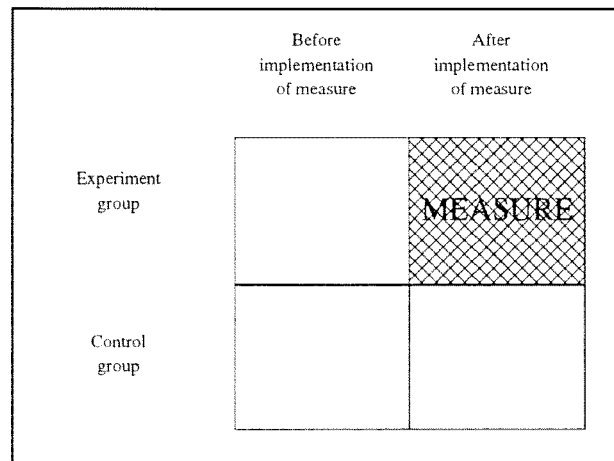 Before
implementation
of measure
After
implementation
of measure
Experiment
group
MEASURE
Control
group